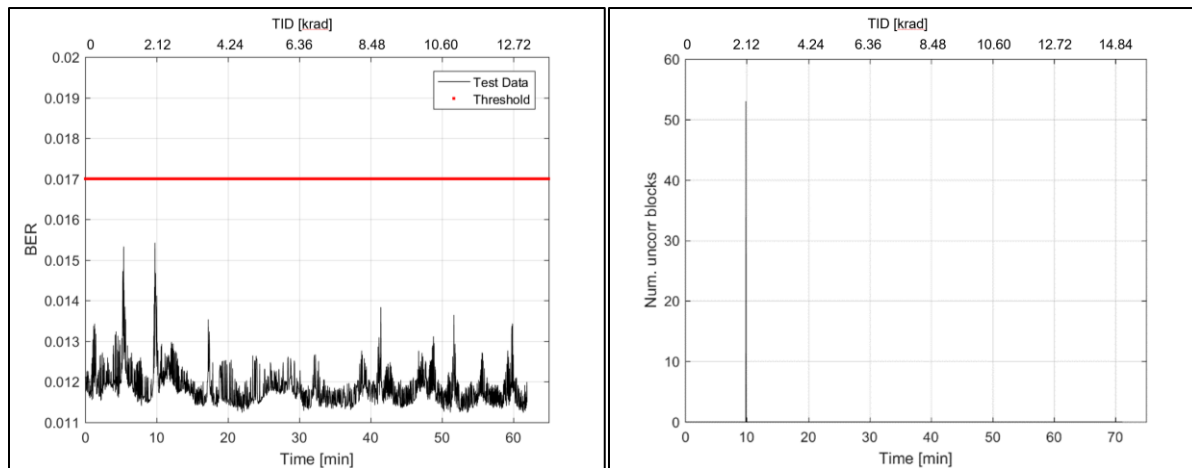 TID [krad]
0 2.12 4.24 6.36 8.48 10.60 12.72
0.02
0.019
0.018
0.017
0.016
0.015
0.014
0.013
0.012
0.011
BER
Test Data
Threshold
0 10 20 30 40 50 60
Time [min]
TID [krad]
0 2.12 4.24 6.36 8.48 10.60 12.72 14.84
60
50
40
30
20
10
0
Num. uncorr blocks
0 10 20 30 40 50 60 70
Time [min]